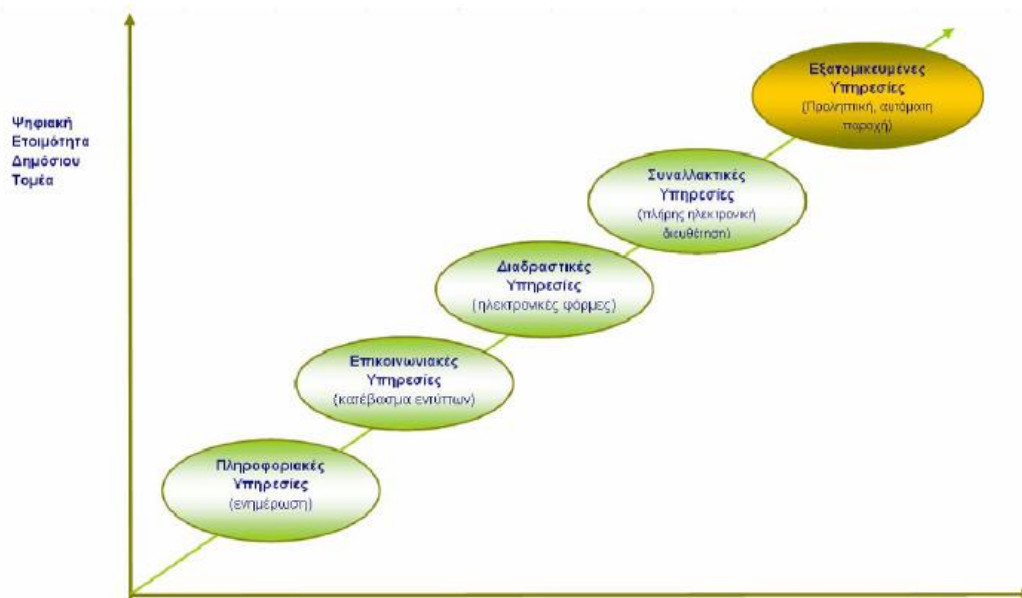 Ψηφιακή
Ετοιμότητα
Δημόσιου
Τομέα
Εξατομικευμένες
Υπηρεσίες
(Προληπτική, αυτόματη
παροχή)
Συναλλακτικές
Υπηρεσίες
(πλήρης ηλεκτρονική
διευθέτηση)
Διαδραστικές
Υπηρεσίες
(ηλεκτρονικές φόρμες)
Επικοινωνιακές
Υπηρεσίες
(κατέβασμα εντύπων)
Πληροφοριακές
Υπηρεσίες
(ενημέρωση)